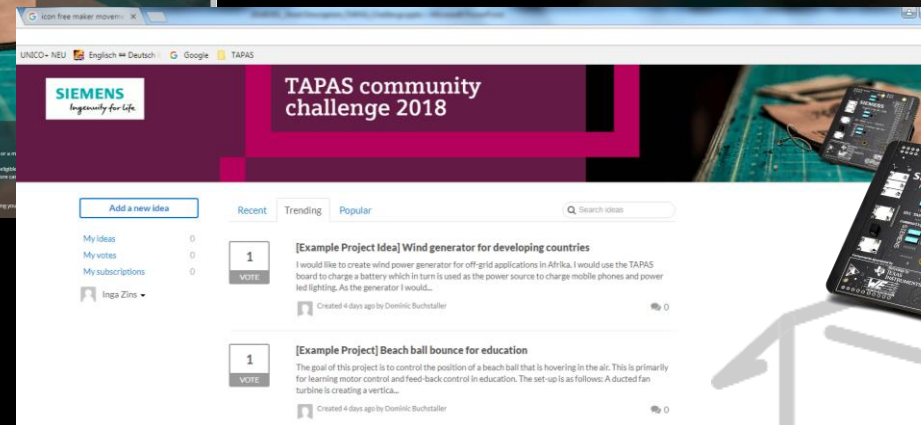 icon free maker moveme
UNICO+ NEU
Englisch ⇔ Deutsch
Google
TAPAS
SIEMENS
Ingenuity for life
TAPAS community
challenge 2018
Add a new idea
Recent
Trending
Popular
Search ideas
My ideas 0
My votes 0
My subscriptions 0
Inga Zins
1
VOTE
[Example Project Idea] Wind generator for developing countries
I would like to create wind power generator for off-grid applications in Afrika. I would use the TAPAS
board to charge a battery which in turn is used as the power source to charge mobile phones and power
led lighting. As the generator I would...
Created 4 days ago by Dominic Buchstaller
0
1
VOTE
[Example Project] Beach ball bounce for education
The goal of this project is to control the position of a beach ball that is hovering in the air. This is primarily
for learning motor control and feed-back control in education. The set-up is as follows: A ducted fan
turbine is creating a vertica...
Created 4 days ago by Dominic Buchstaller
0
SIEMENS
TEXAS
INSTRUMENTS